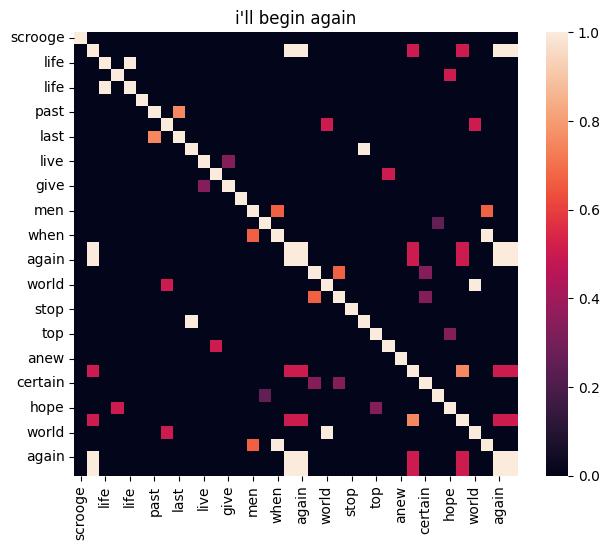 i'll begin again
scrooge
life
life
past
last
live
give
men
when
again
world
stop
top
anew
certain
hope
world
again
1.0
0.8
0.6
0.4
0.2
0.0
scrooge
life
life
past
last
live
give
men
when
again
world
stop
top
anew
certain
hope
world
again